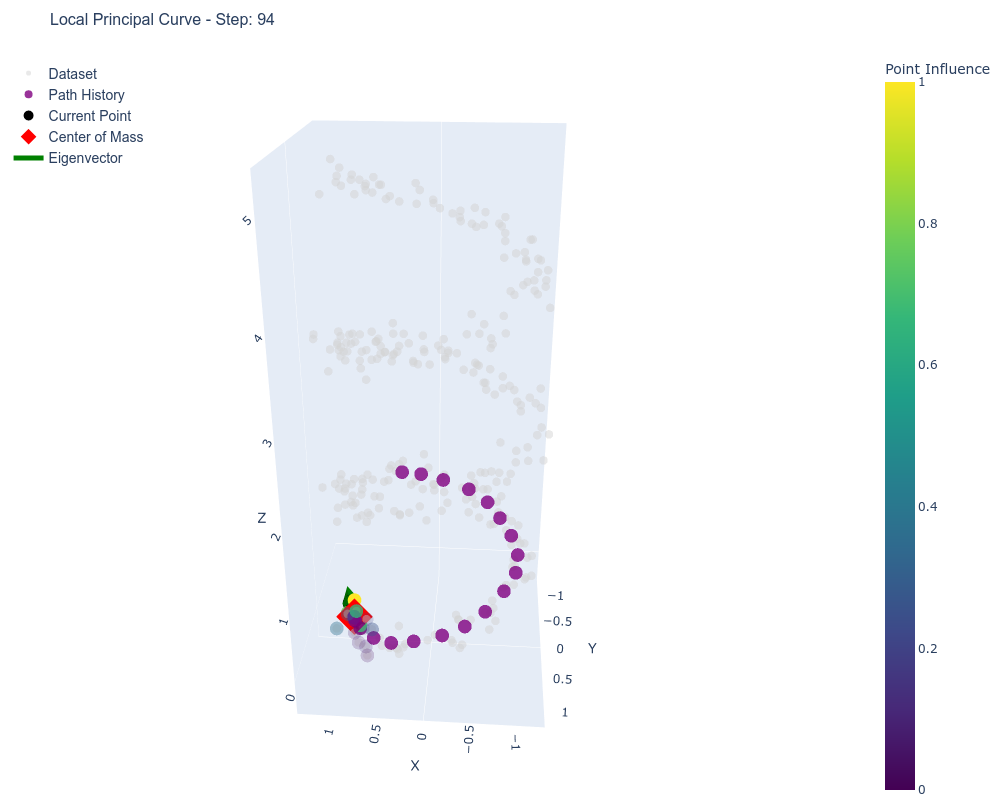 Local Principal Curve - Step: 94
Dataset
Path History
Current Point
Center of Mass
Eigenvector
Point Influence
1
0.8
0.6
0.4
0.2
0
5
4
3
Z
2
1
0
−1
−0.5
0
Y
0.5
1
1
0.5
0
−0.5
−1
X